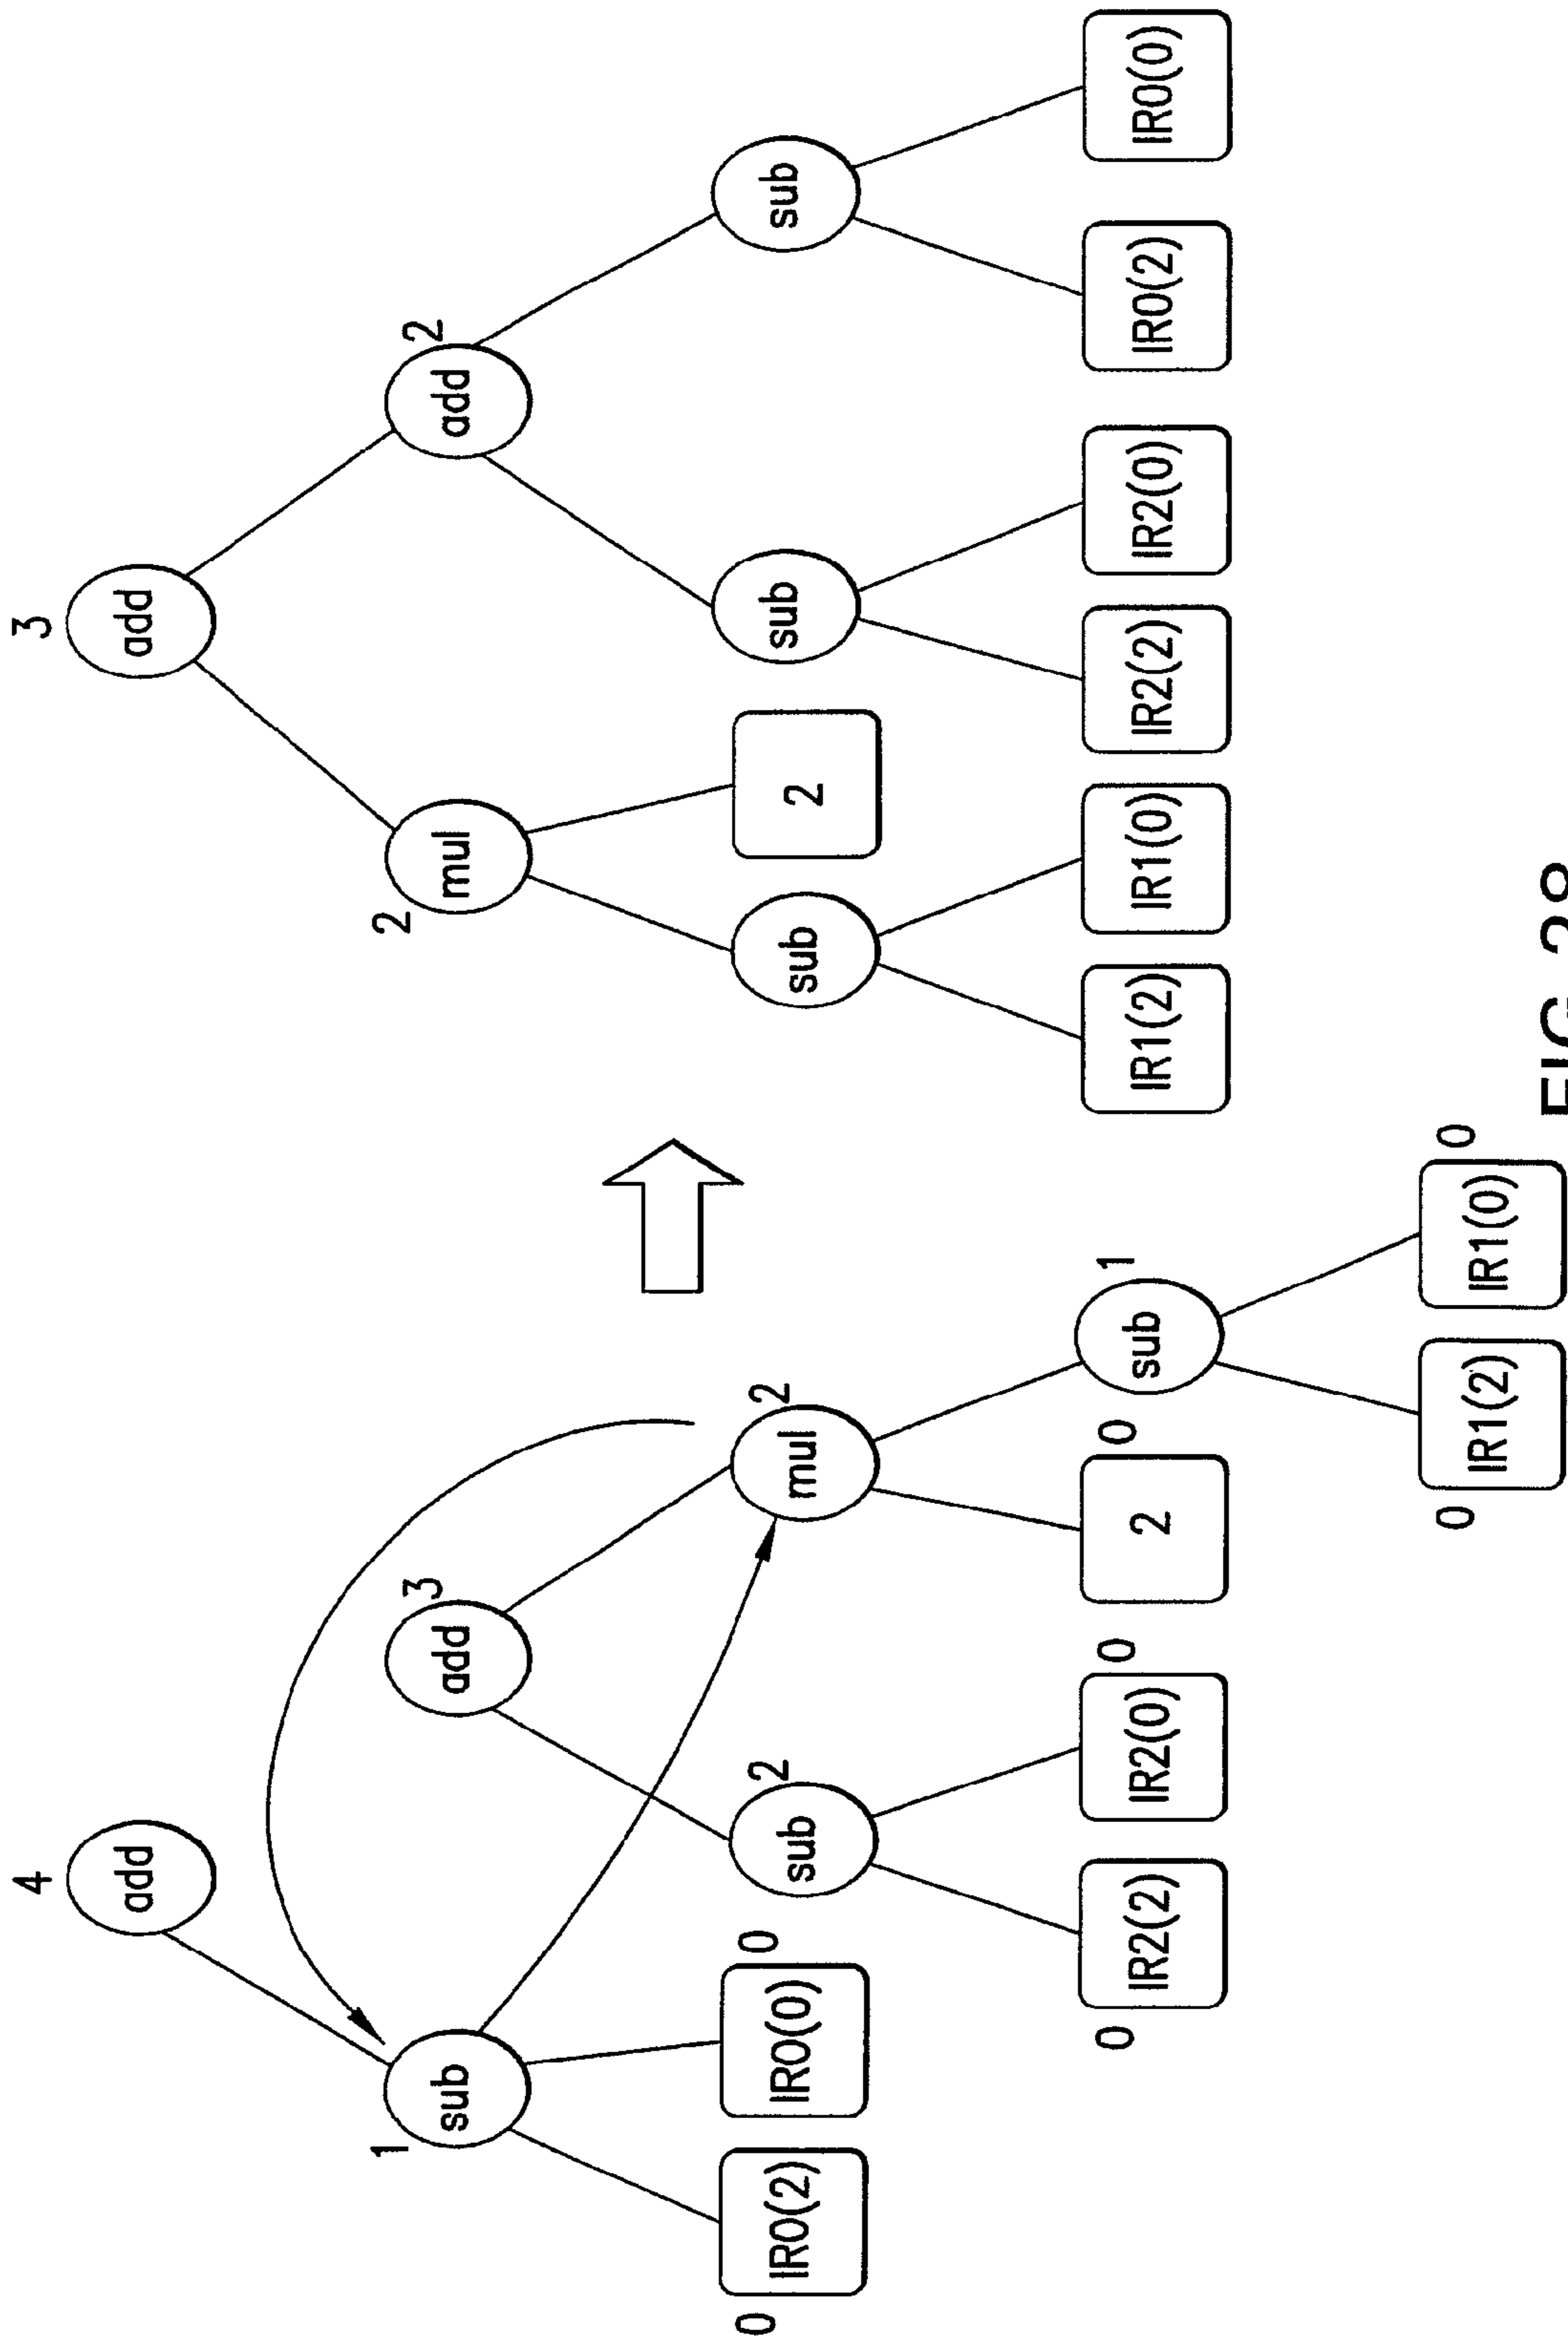 4
add
1
sub
3
add
IR0(2)
0
IR0(0)
0
sub
2
mul
2
IR2(2)
0
IR2(0)
0
2
0
sub
1
IR1(2)
0
IR1(0)
0
3
add
2
mul
add
2
sub
2
sub
sub
IR1(2)
IR1(0)
IR2(2)
IR2(0)
IR0(2)
IR0(0)
FIG. 28